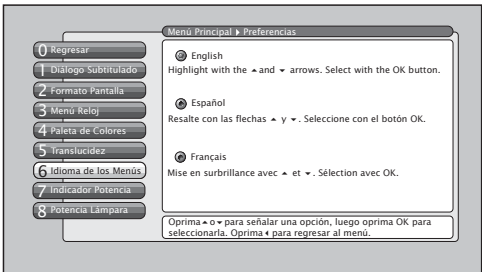 Menú Principal ▸ Preferencias
0 Regresar
1 Diálogo Subtitulado
2 Formato Pantalla
3 Menú Reloj
4 Paleta de Colores
5 Translucidez
6 Idioma de los Menús
7 Indicador Potencia
8 Potencia Lámpara
English
Highlight with the ▲ and ▼ arrows. Select with the OK button.
Español
Resalte con las flechas ▲ y ▼. Seleccione con el botón OK.
Français
Mise en surbrillance avec ▲ et ▼. Sélection avec OK.
Oprima ▲ o ▼ para señalar una opción, luego oprima OK para
seleccionarla. Oprima ◂ para regresar al menú.